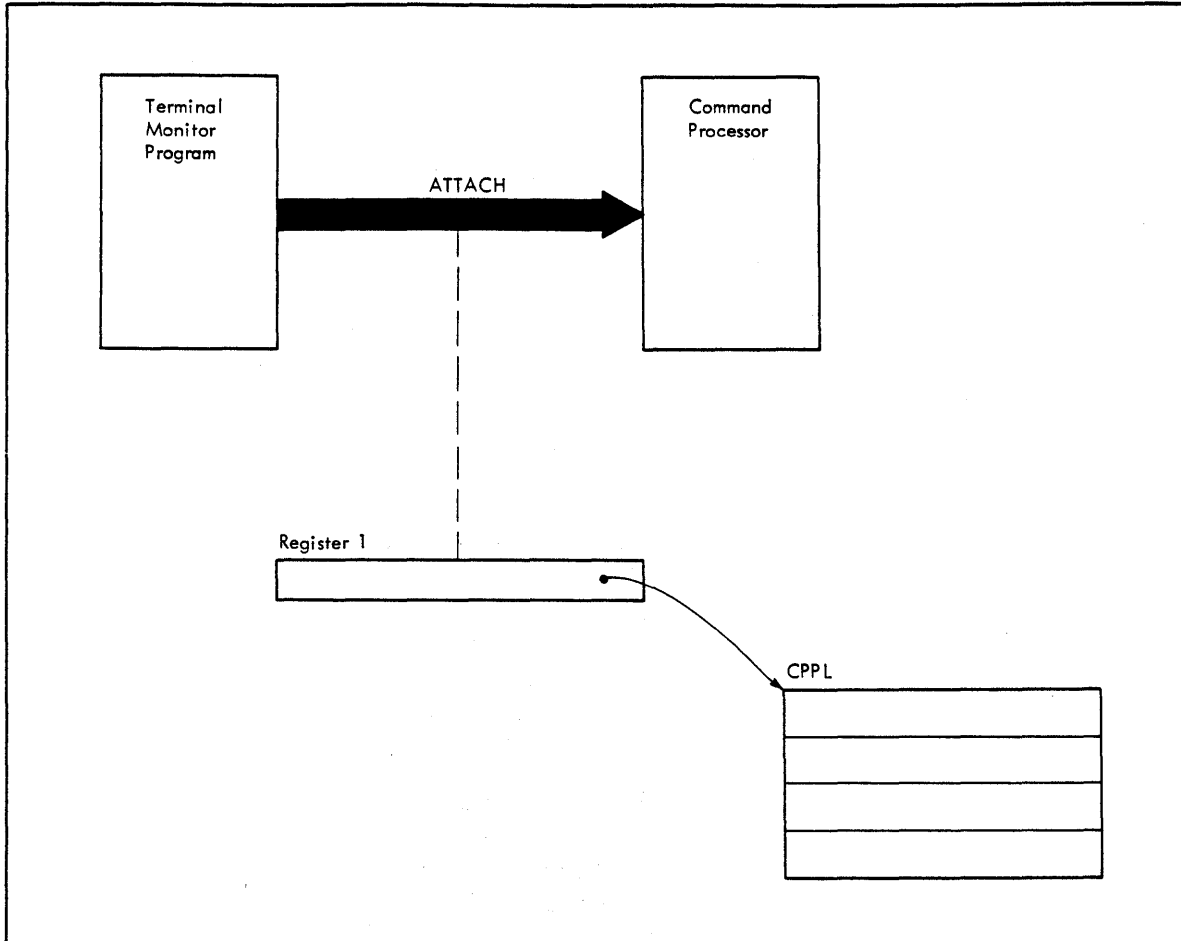 Terminal
Monitor
Program
Command
Processor
ATTACH
Register 1
CPPL